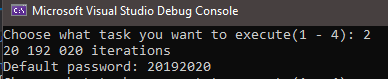 Microsoft Visual Studio Debug Console
Choose what task you want to execute(1 - 4): 2
20 192 020 iterations
Default password: 20192020